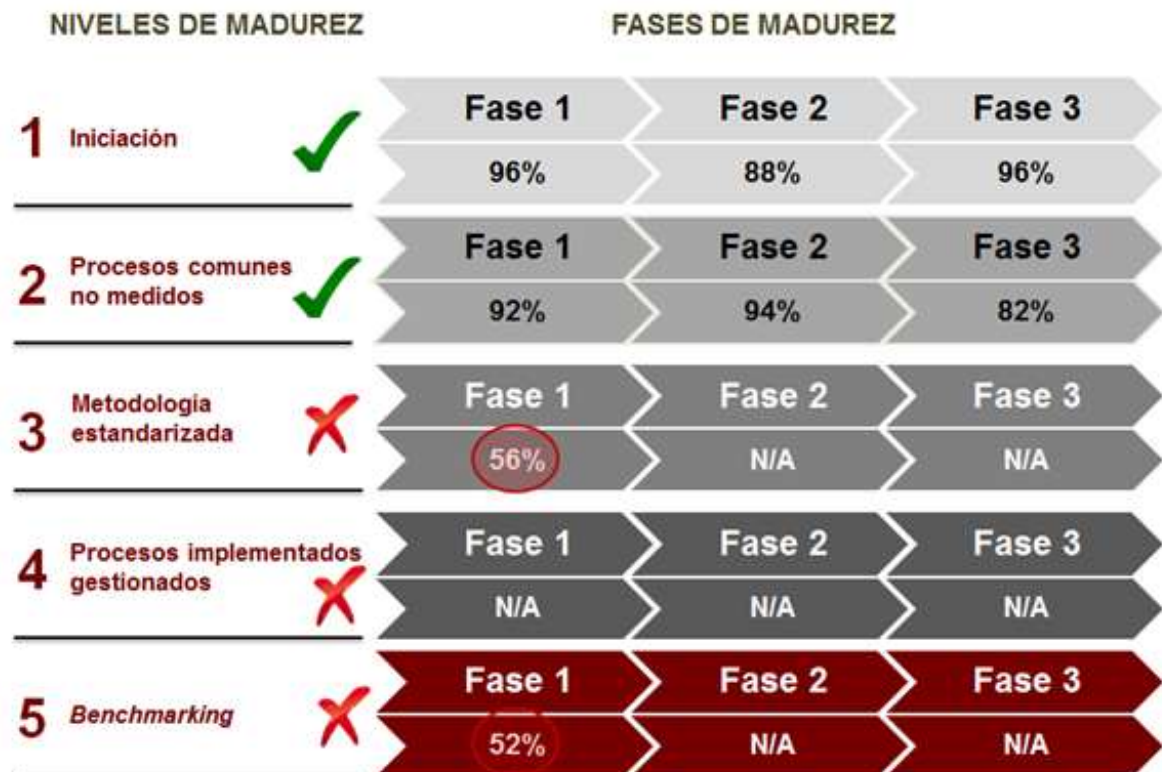 NIVELES DE MADUREZ
FASES DE MADUREZ
1 Iniciación
Fase 1 Fase 2 Fase 3
96% 88% 96%
2 Procesos comunes
no medidos
Fase 1 Fase 2 Fase 3
92% 94% 82%
3 Metodologia
estandarizada
Fase 1 Fase 2 Fase 3
56% N/A N/A
4 Procesos implementados
gestionados
Fase 1 Fase 2 Fase 3
N/A N/A N/A
5 Benchmarking
Fase 1 Fase 2 Fase 3
52% N/A N/A